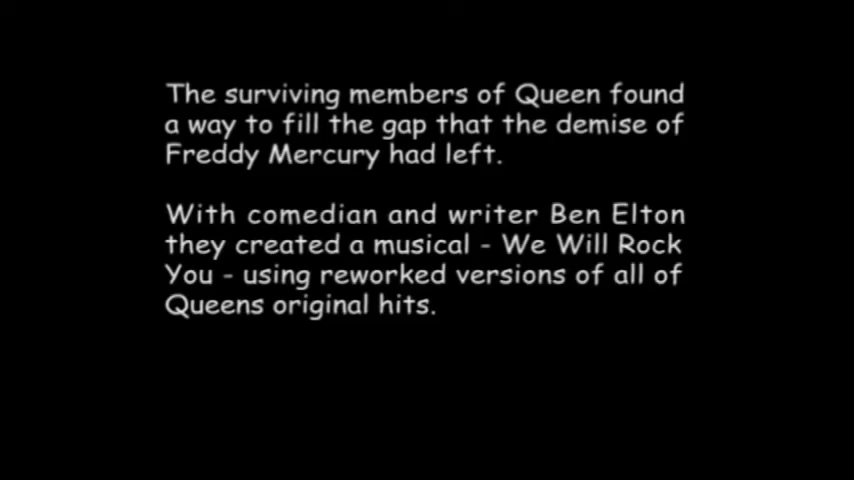 The surviving members of Queen found
a way to fill the gap that the demise of
Freddy Mercury had left.
With comedian and writer Ben Elton
they created a musical - We Will Rock
You - using reworked versions of all of
Queens original hits.